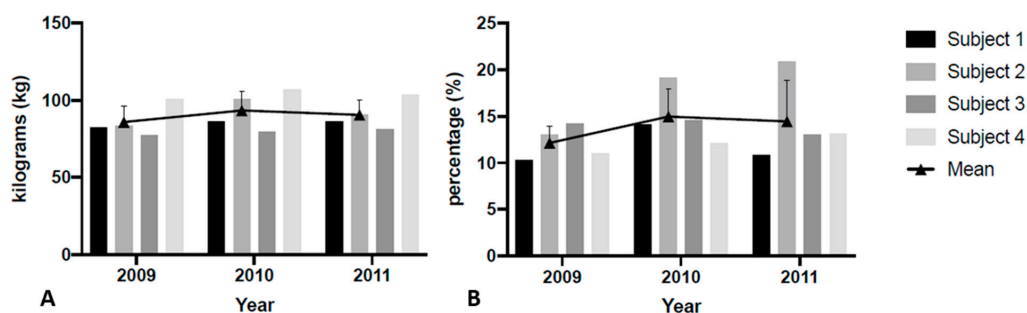 150
100
50
0
kilograms (kg)
2009
2010
2011
Year
A
25
20
15
10
5
0
percentage (%)
2009
2010
2011
Year
B
Subject 1
Subject 2
Subject 3
Subject 4
Mean